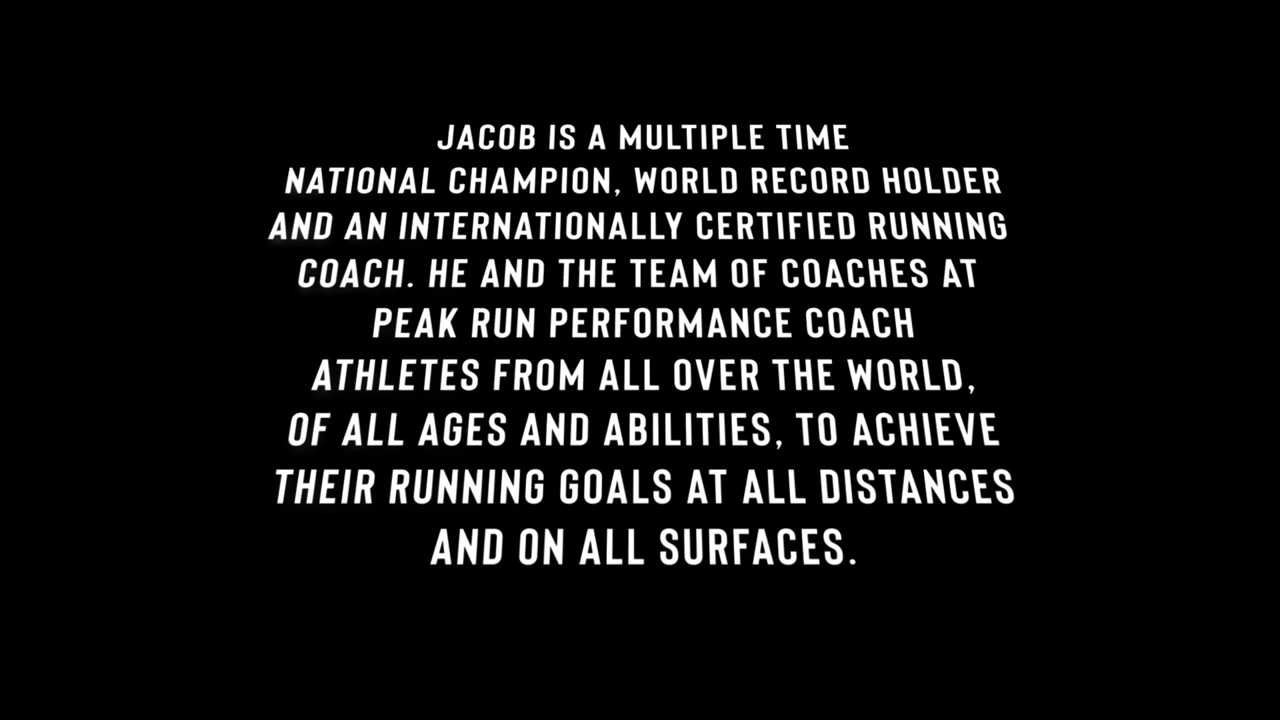 JACOB IS A MULTIPLE TIME
NATIONAL CHAMPION, WORLD RECORD HOLDER
AND AN INTERNATIONALLY CERTIFIED RUNNING
COACH. HE AND THE TEAM OF COACHES AT
PEAK RUN PERFORMANCE COACH
ATHLETES FROM ALL OVER THE WORLD,
OF ALL AGES AND ABILITIES, TO ACHIEVE
THEIR RUNNING GOALS AT ALL DISTANCES
AND ON ALL SURFACES.